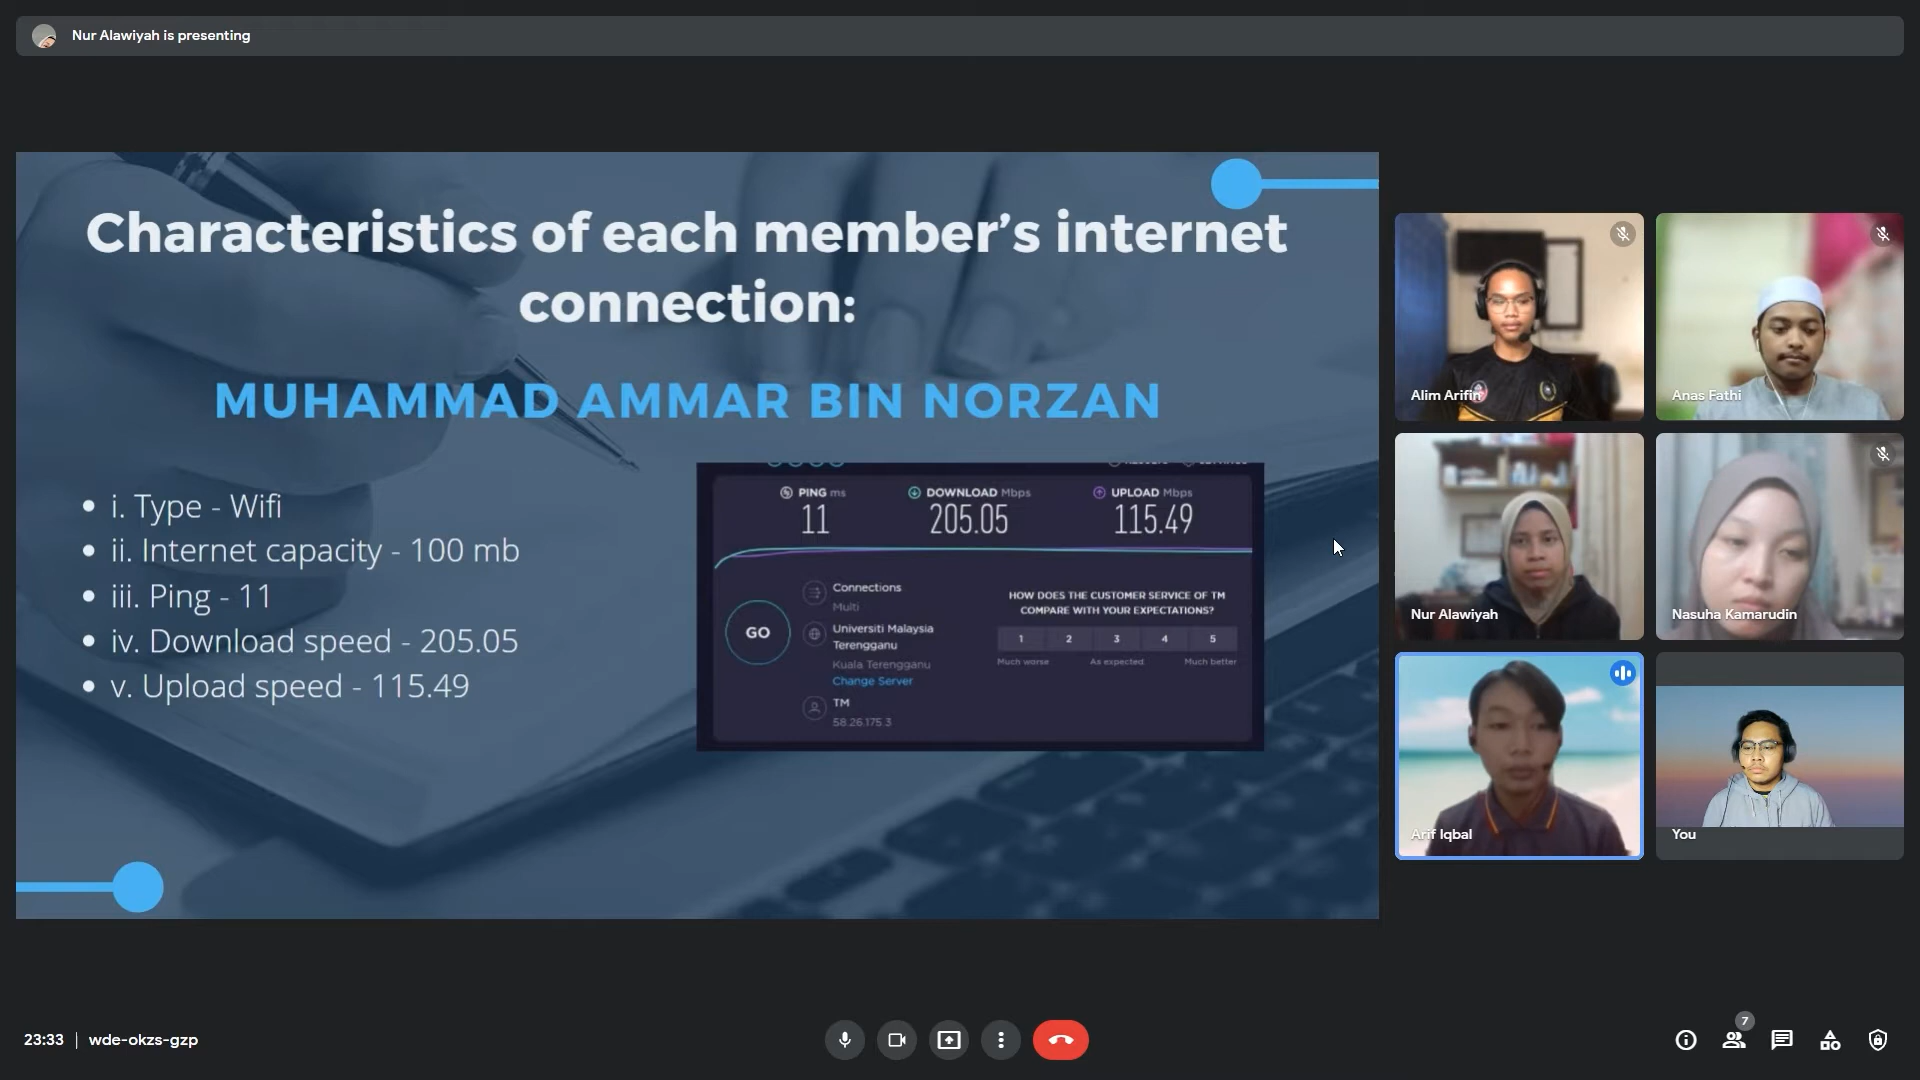 Nur Alawiyah is presenting
Characteristics of each member's internet
connection:
MUHAMMAD AMMAR BIN NORZAN
• i. Type - Wifi
• ii. Internet capacity - 100 mb
• iii. Ping - 11
• iv. Download speed - 205.05
• v. Upload speed - 115.49
PING ms
11
DOWNLOAD Mbps
205.05
UPLOAD Mbps
115.49
GO
Connections
Multi
Universiti Malaysia
Terengganu
Kuala Terengganu
Change Server
TM
58.26.175.3
HOW DOES THE CUSTOMER SERVICE OF TM
COMPARE WITH YOUR EXPECTATIONS?
1 2 3 4 5
Much worse As expected Much better
Alim Arifin
Anas Fathi
Nur Alawiyah
Nasuha Kamarudin
Arif Iqbal
You
23:33 | wde-okzs-gzp
7